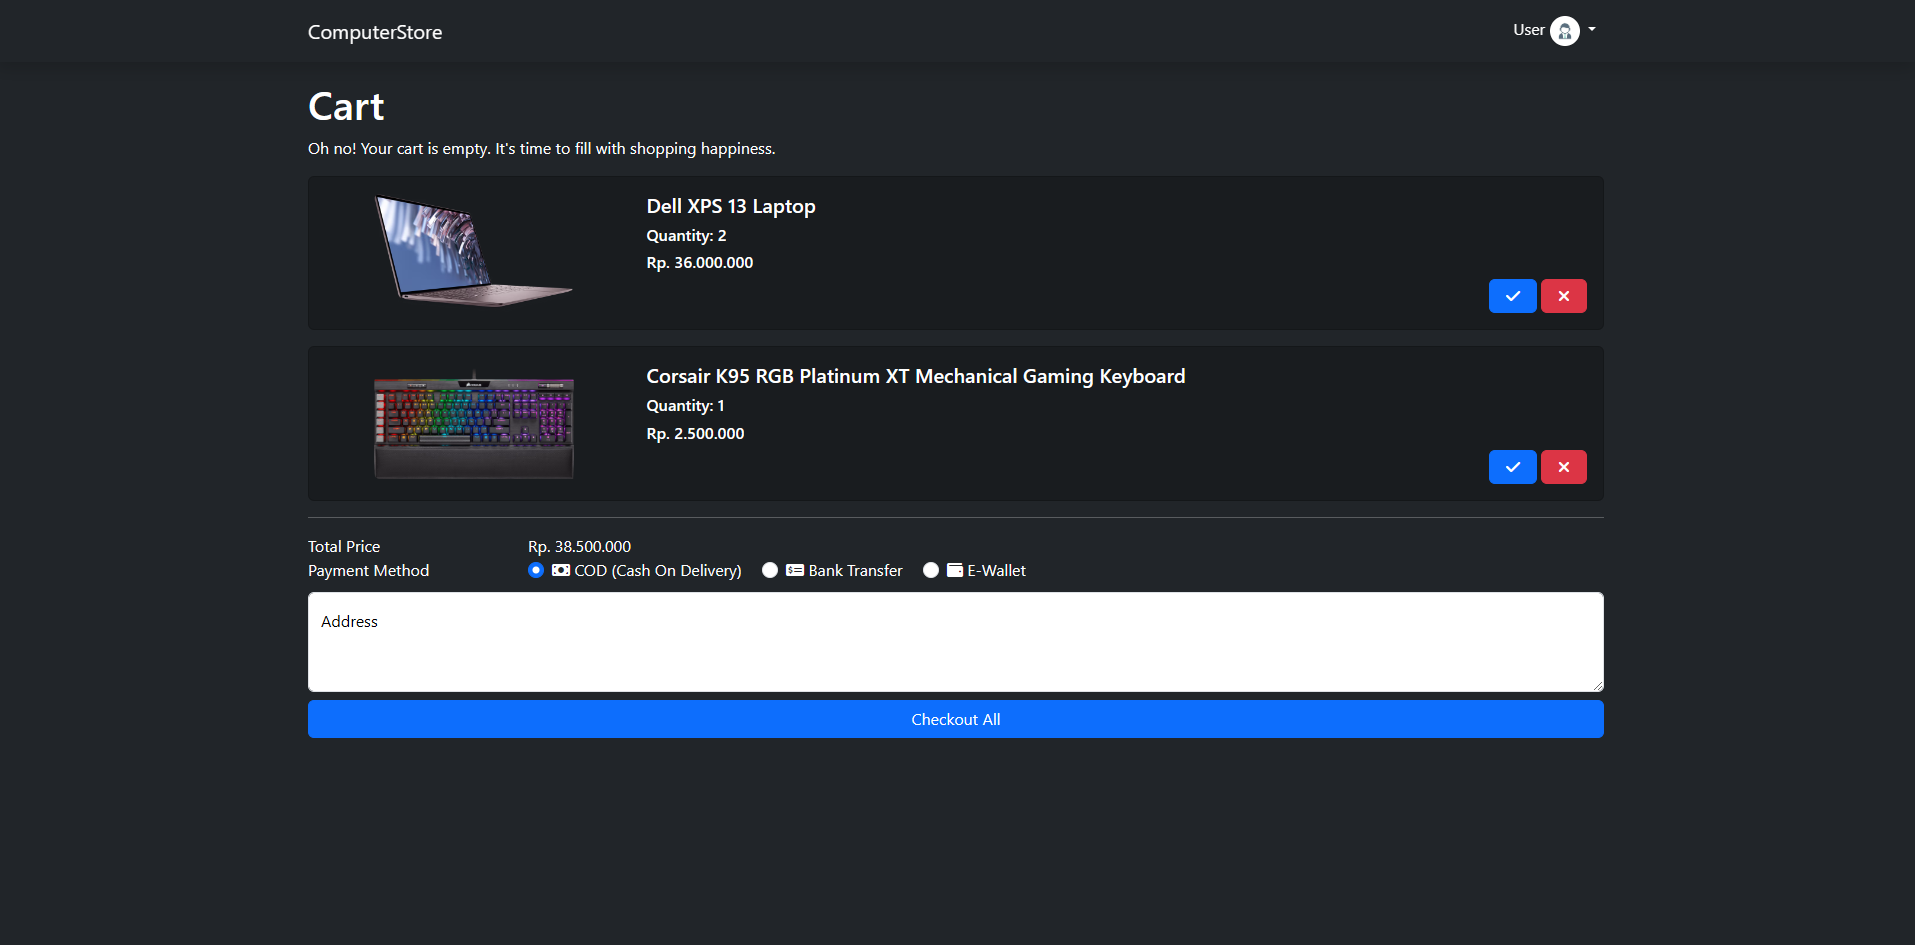 ComputerStore
User
Cart
Oh no! Your cart is empty. It's time to fill with shopping happiness.
Dell XPS 13 Laptop
Quantity: 2
Rp. 36.000.000
Corsair K95 RGB Platinum XT Mechanical Gaming Keyboard
Quantity: 1
Rp. 2.500.000
Total Price Rp. 38.500.000
Payment Method COD (Cash On Delivery) Bank Transfer E-Wallet
Address
Checkout All